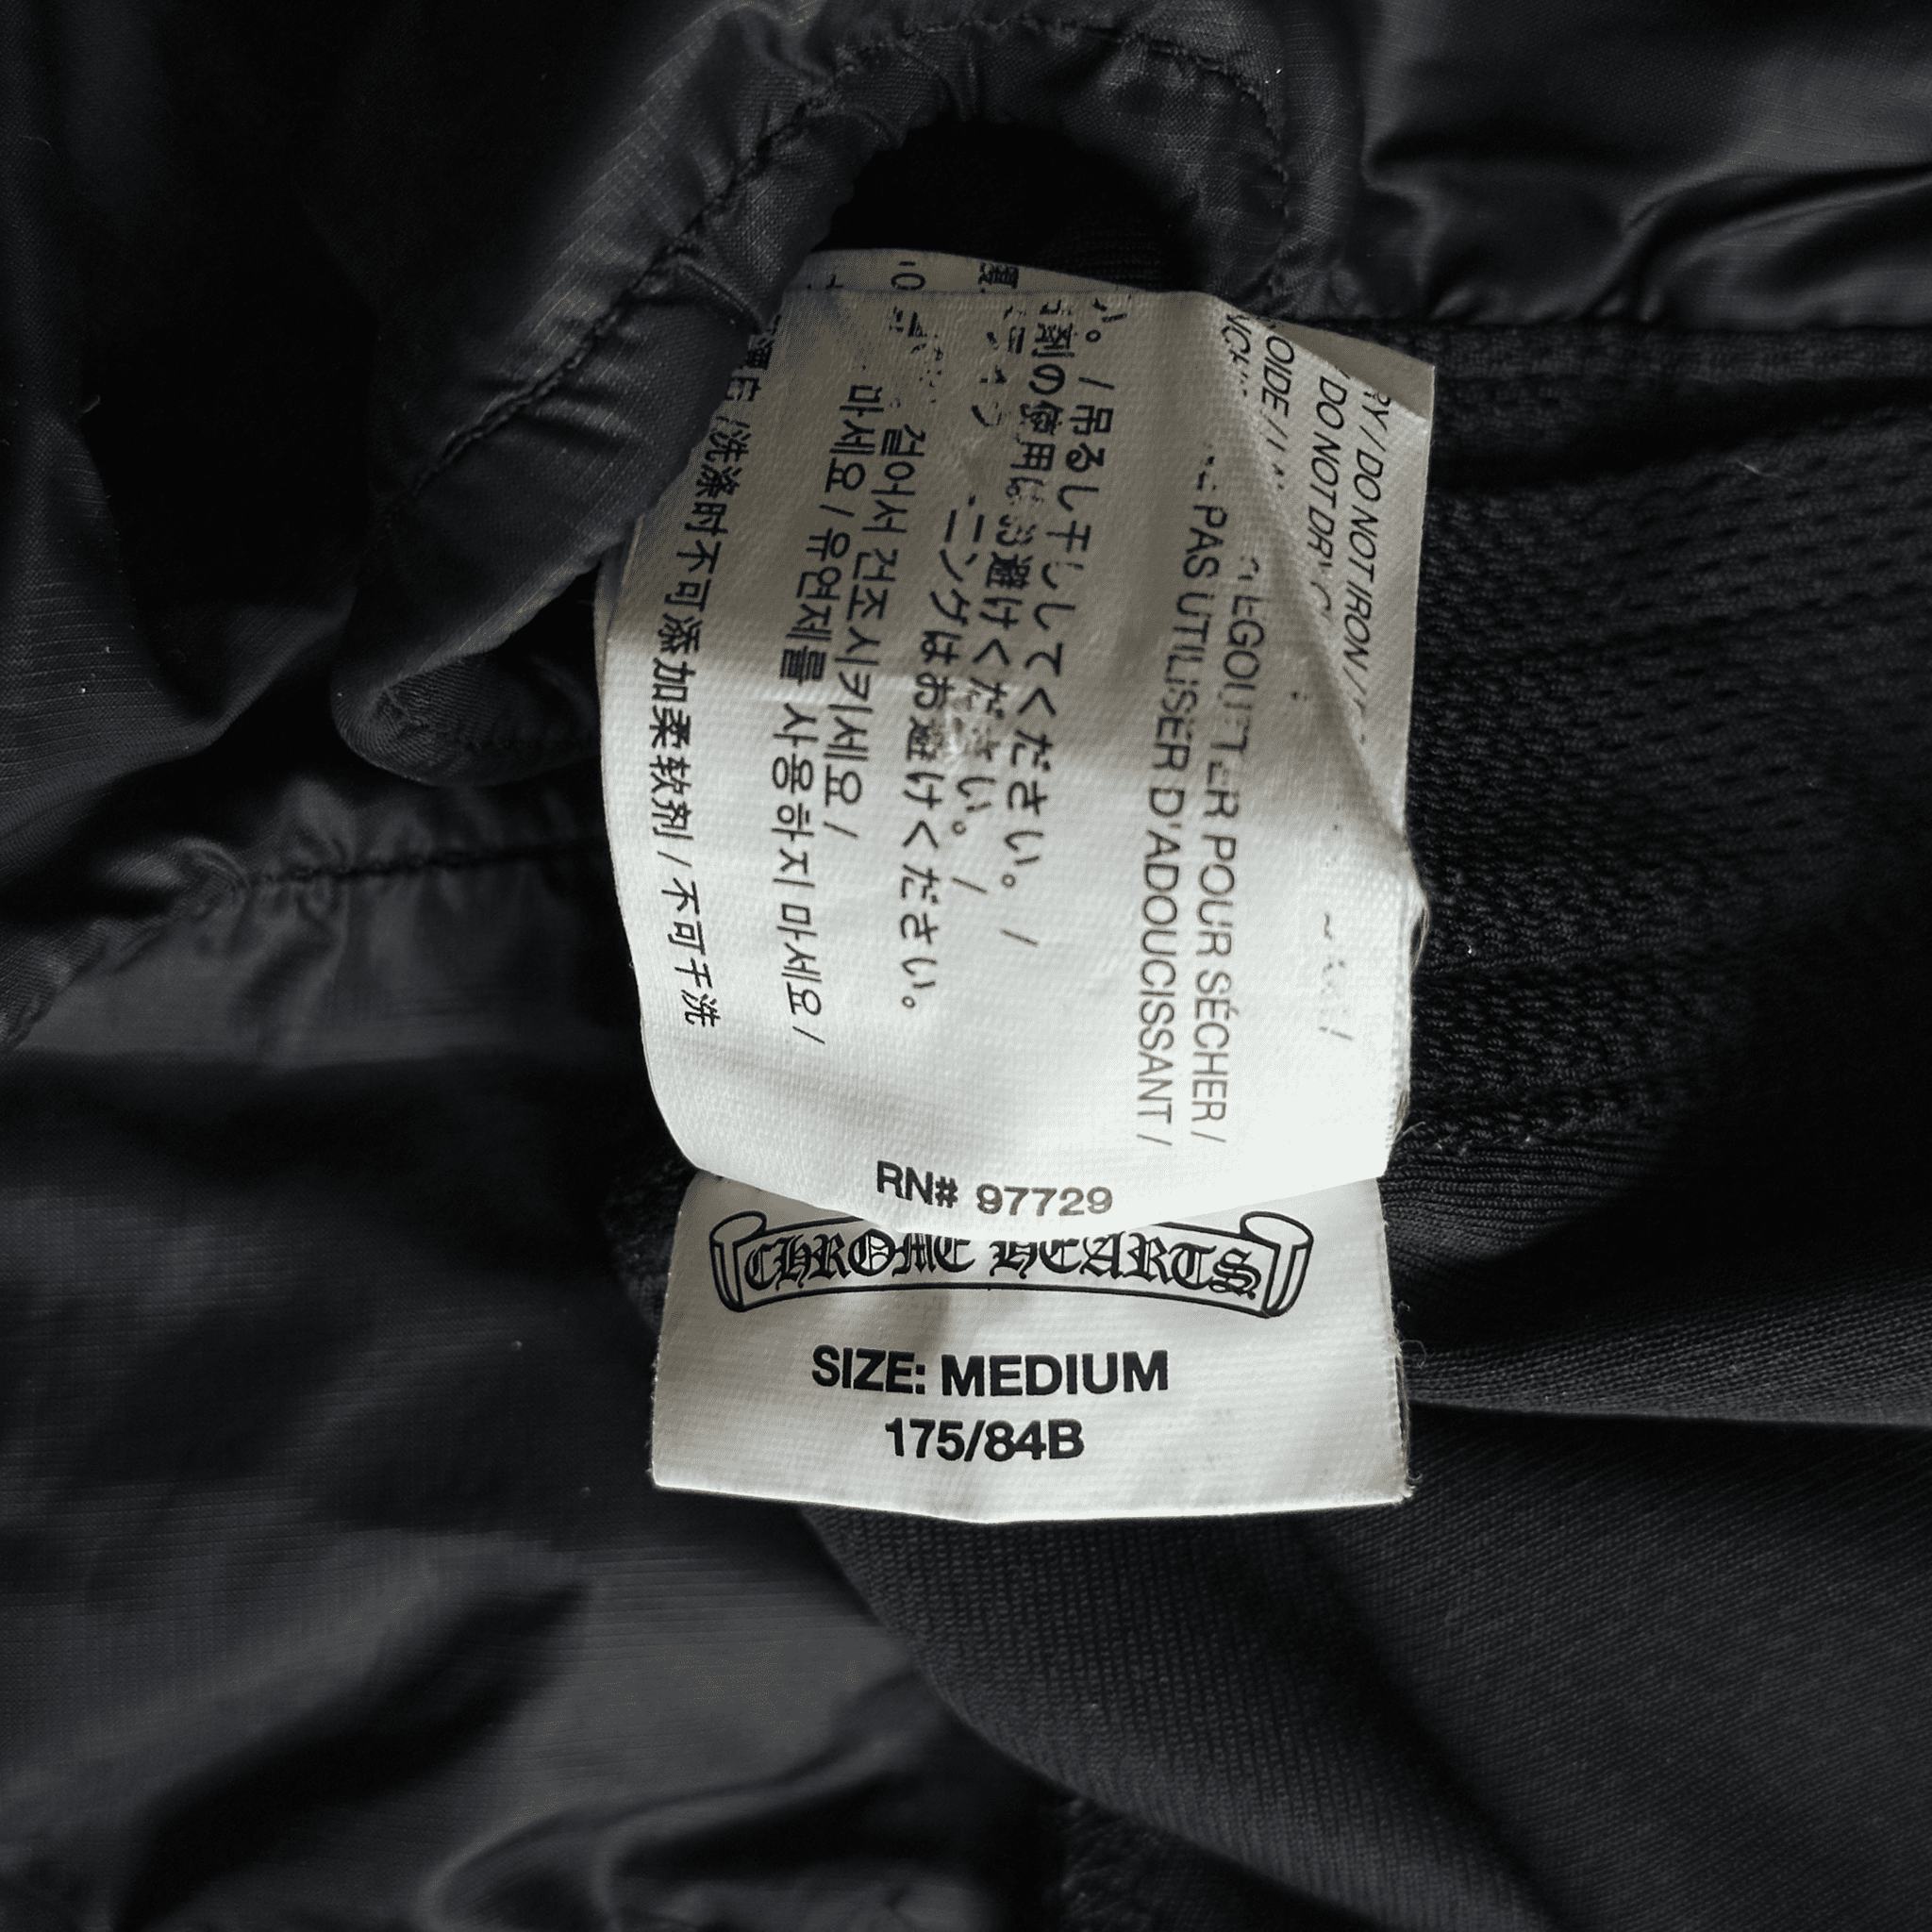 DO NOT IRON /
DO NOT DRY
POUR SÉCHER /
PAS UTILISER D'ADOUCISSANT /
/ 吊るし干ししてください。 /
剤の使用はお避けください。 /
ニングはお避けください。
걸어서 건조시키세요 /
마세요 / 유연제를 사용하지 마세요 /
/ 洗涤时不可添加柔软剂 / 不可干洗
RN# 97729
CHROME HEARTS
SIZE: MEDIUM
175/84B